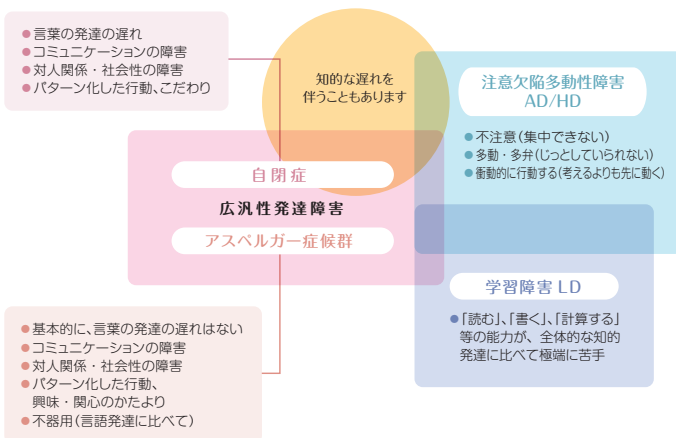 ● 言葉の発達の遅れ
● コミュニケーションの障害
● 対人関係・社会性の障害
● パターン化した行動、こだわり
知的な遅れを
伴うこともあります
注意欠陥多動性障害
AD/HD
● 不注意(集中できない)
● 多動・多弁(じっとしていられない)
● 衝動的に行動する(考えるよりも先に動く)
自閉症
広汎性発達障害
アスペルガー症候群
学習障害 LD
● 「読む」、「書く」、「計算する」
等の能力が、全体的な知的
発達に比べて極端に苦手
● 基本的に、言葉の発達の遅れはない
● コミュニケーションの障害
● 対人関係・社会性の障害
● パターン化した行動、
興味・関心のかたより
● 不器用(言語発達に比べて)